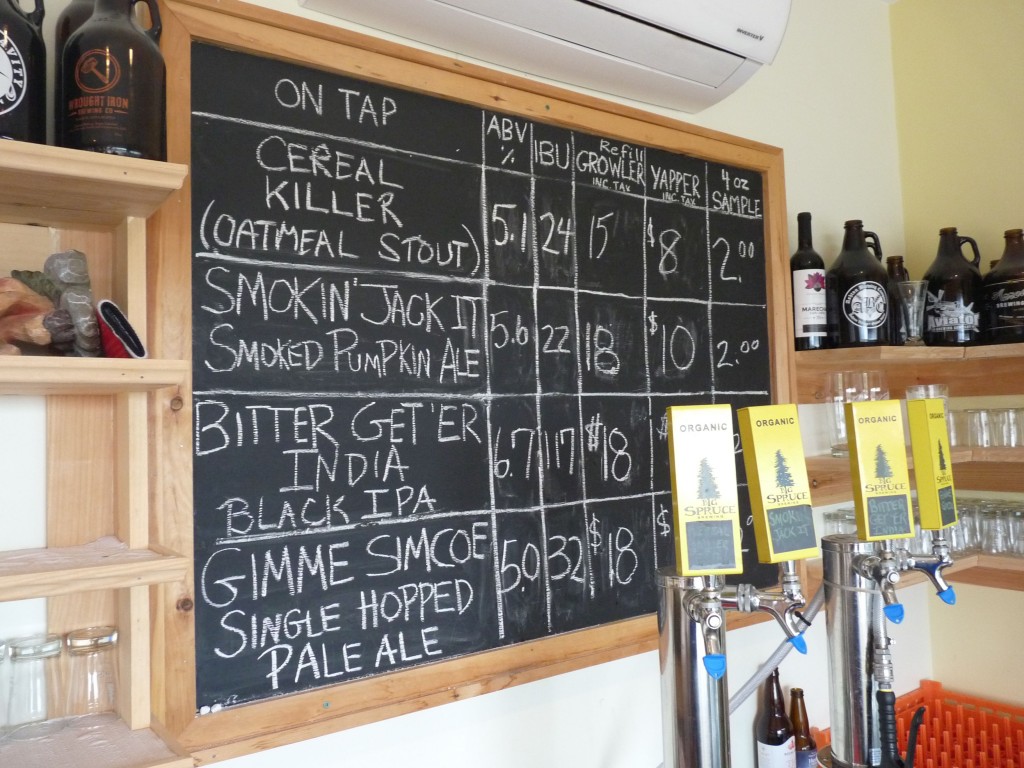 ON TAP
ABV
%
IBU
Refill
GROWLER
INC. TAX
YAPPER
INC. TAX
4 oz
SAMPLE
CEREAL
KILLER
(OATMEAL STOUT)
5.1
24
15
$8
2.00
SMOKIN' JACK IT
SMOKED PUMPKIN ALE
5.6
22
18
$10
2.00
BITTER GET 'ER
INDIA
BLACK IPA
6.7
117
$18
$
GIMME SIMCOE
SINGLE HOPPED
PALE ALE
5.0
32
$18
$
WROUGHT IRON
BREWING CO
ORGANIC
BIG
SPRUCE
BREWING
ORGANIC
BIG
SPRUCE
BREWING
SMOKIN'
JACK IT
ORGANIC
BIG
SPRUCE
BREWING
BITTER
GET 'ER